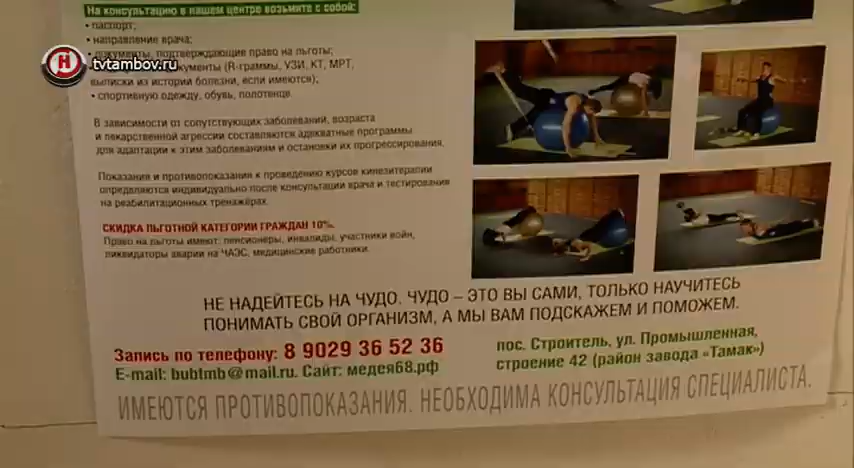 На консультацию в нашем центре возьмите с собой:
• паспорт;
• направление врача;
• документы, подтверждающие право на льготы;
документы (R-граммы, УЗИ, КТ, МРТ,
выписки из истории болезни, если имеются);
• спортивную одежду, обувь, полотенце.
В зависимости от сопутствующих заболеваний, возраста
и лекарственной агрессии составляются адекватные программы
для адаптации к этим заболеваниям и остановки их прогрессирования.
Показания и противопоказания к проведению курсов кинезитерапии
определяются индивидуально после консультации врача и тестирования
на реабилитационных тренажёрах.
СКИДКА ЛЬГОТНОЙ КАТЕГОРИИ ГРАЖДАН 10%.
Право на льготы имеют: пенсионеры, инвалиды, участники войн,
ликвидаторы аварии на ЧАЭС, медицинские работники.
НЕ НАДЕЙТЕСЬ НА ЧУДО. ЧУДО – ЭТО ВЫ САМИ, ТОЛЬКО НАУЧИТЕСЬ
ПОНИМАТЬ СВОЙ ОРГАНИЗМ, А МЫ ВАМ ПОДСКАЖЕМ И ПОМОЖЕМ.
Запись по телефону: 8 9029 36 52 36
E-mail: bubtmb@mail.ru. Сайт: медея68.рф
пос. Строитель, ул. Промышленная,
строение 42 (район завода «Тамак»)
ИМЕЮТСЯ ПРОТИВОПОКАЗАНИЯ. НЕОБХОДИМА КОНСУЛЬТАЦИЯ СПЕЦИАЛИСТА.
Н
tvtambov.ru